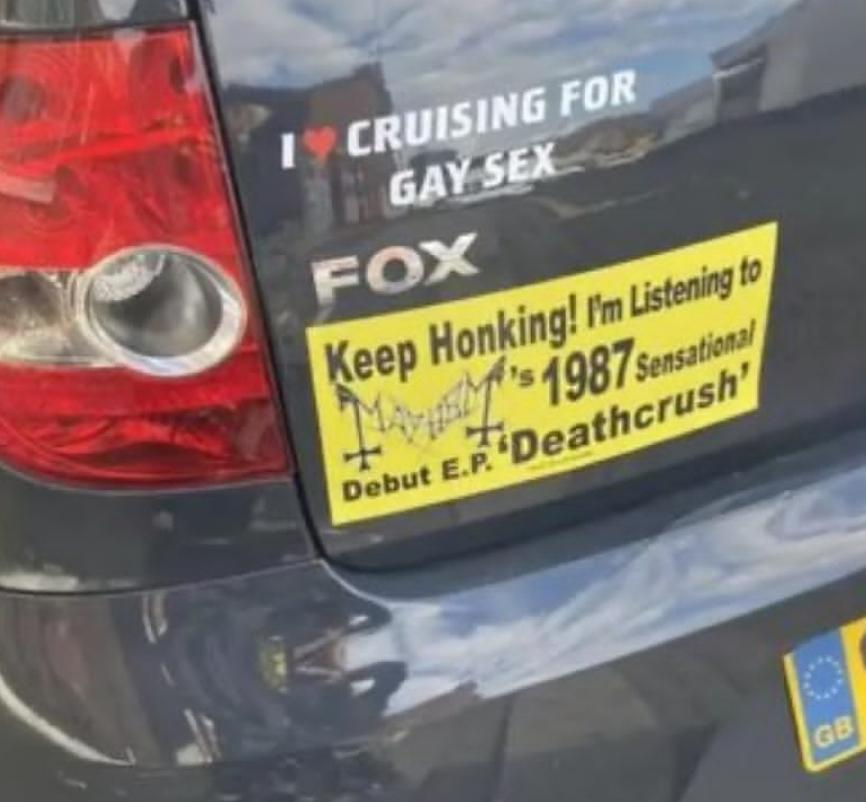 I ❤ CRUISING FOR
GAY SEX
FOX
Keep Honking! I'm Listening to
MAYHEM's 1987 Sensational
Debut E.P. 'Deathcrush'
GB